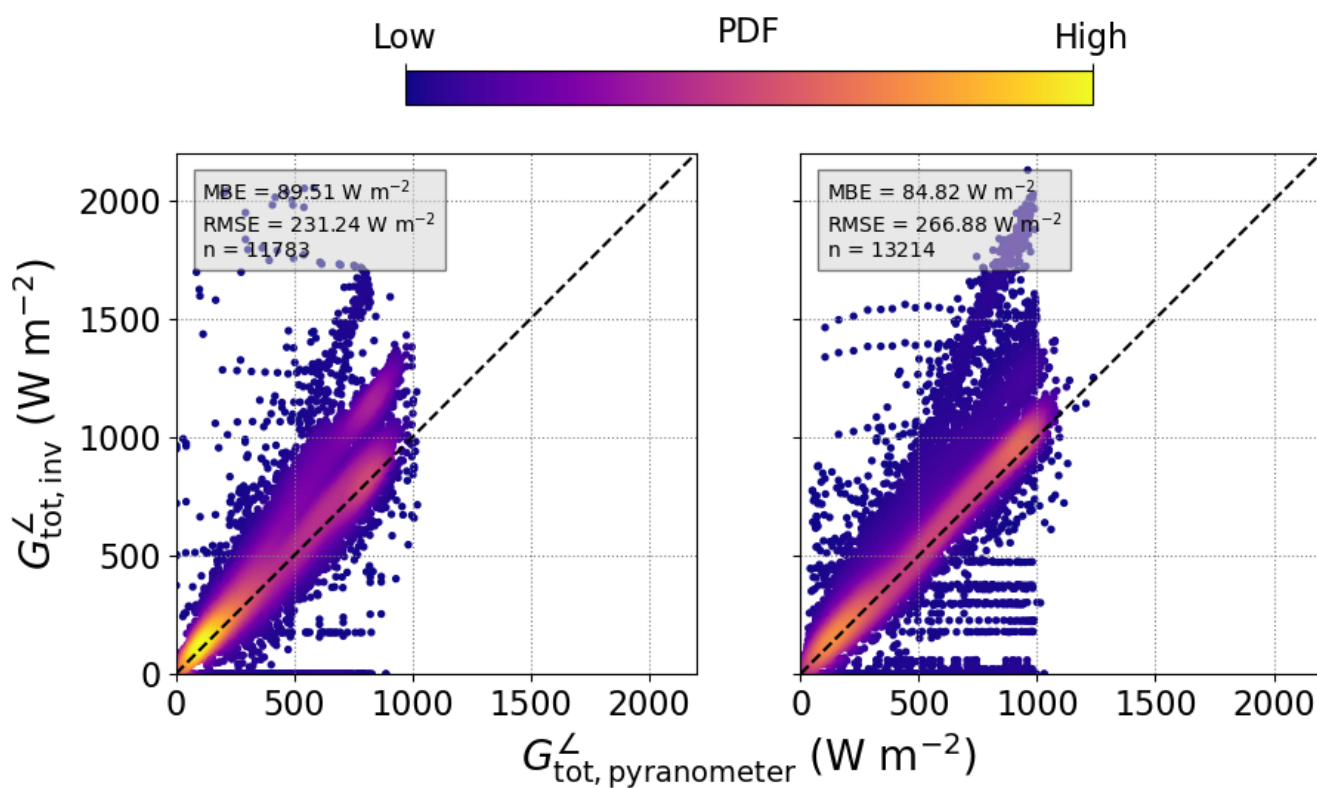 Low PDF High
MBE = 89.51 W m⁻²
RMSE = 231.24 W m⁻²
n = 11783
MBE = 84.82 W m⁻²
RMSE = 266.88 W m⁻²
n = 13214
2000
1500
1000
500
0
G∠tot, inv (W m⁻²)
0 500 1000 1500 2000
0 500 1000 1500 2000
G∠tot, pyranometer (W m⁻²)